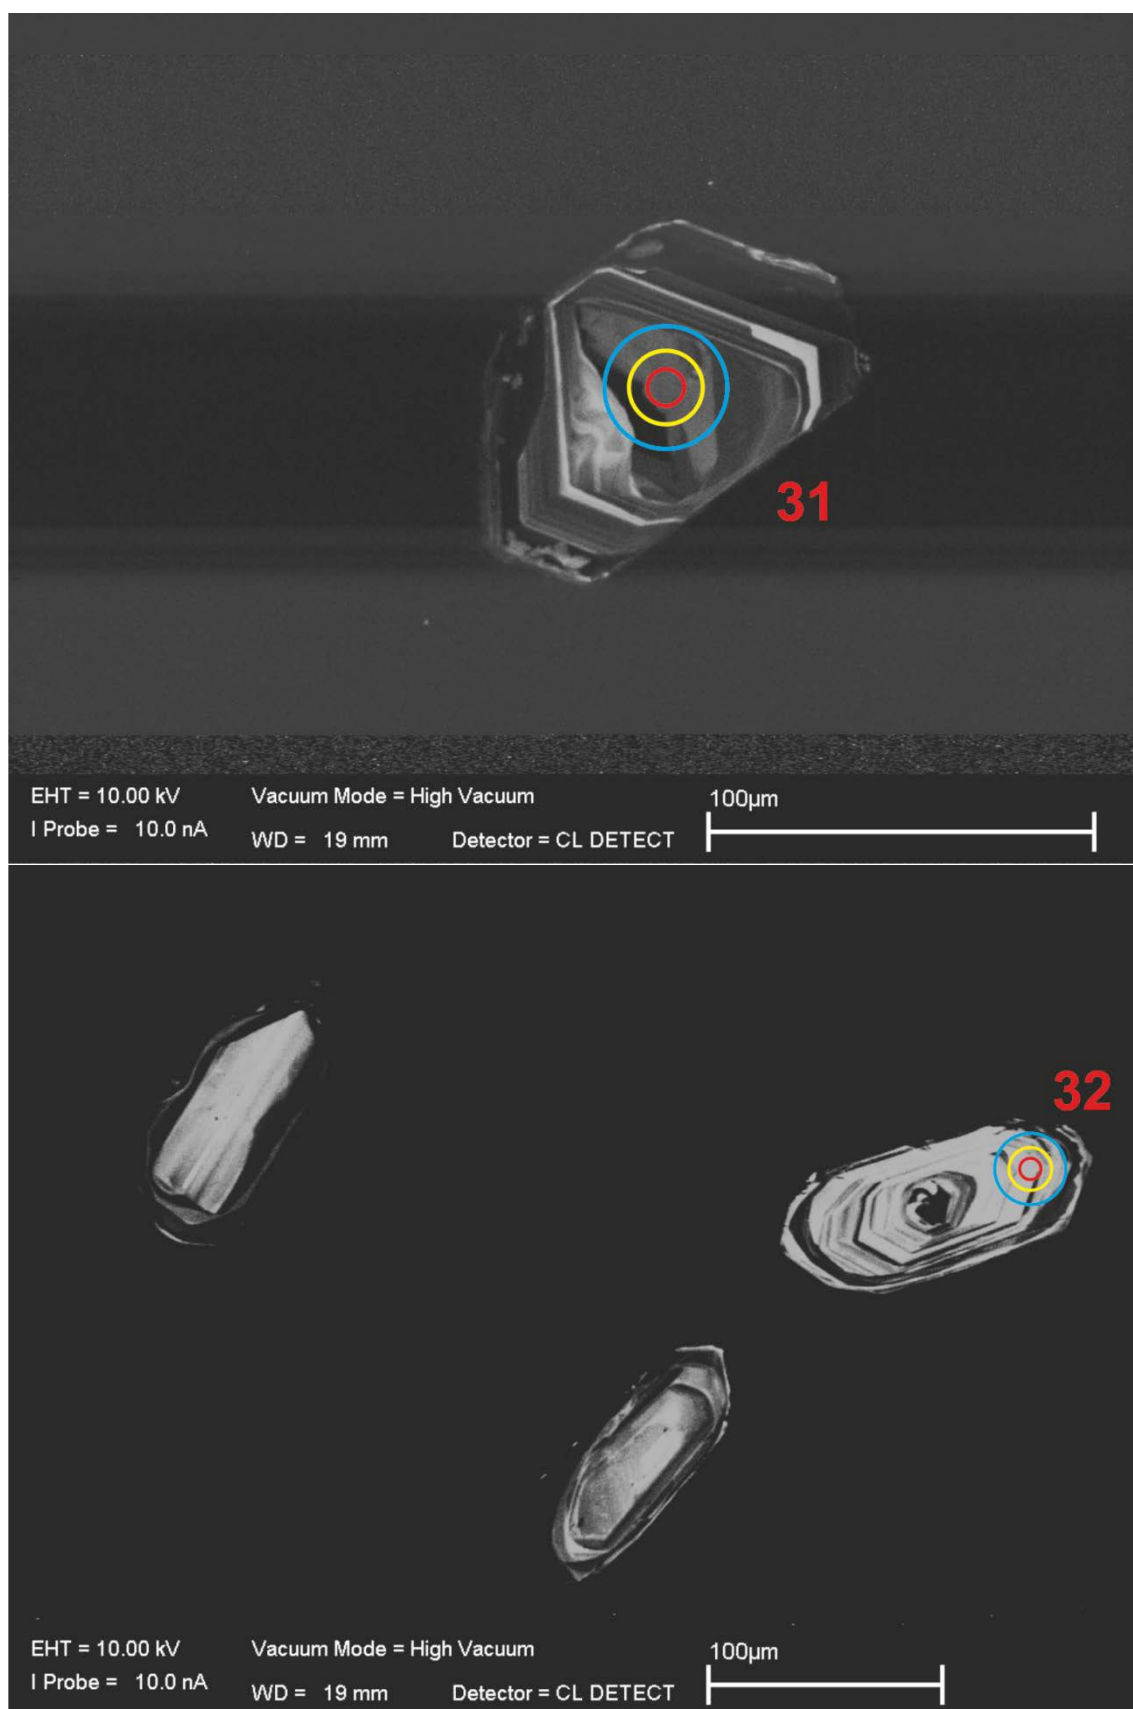 31
EHT = 10.00 kV Vacuum Mode = High Vacuum 100µm
I Probe = 10.0 nA WD = 19 mm Detector = CL DETECT
32
EHT = 10.00 kV Vacuum Mode = High Vacuum 100µm
I Probe = 10.0 nA WD = 19 mm Detector = CL DETECT